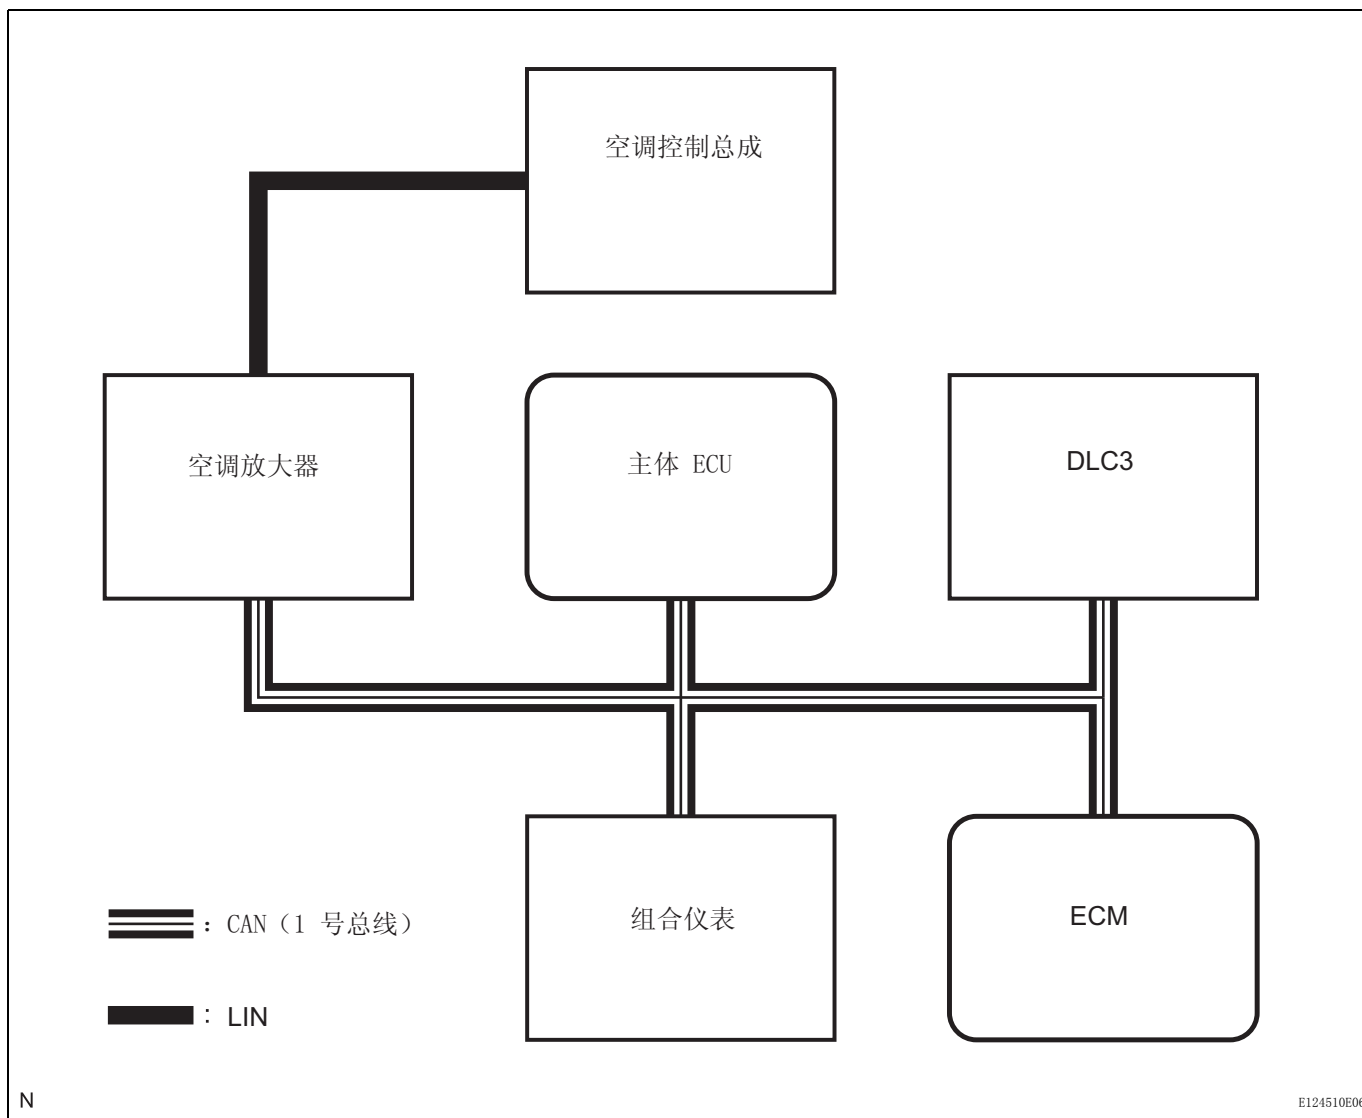 空调控制总成
空调放大器
主体 ECU
DLC3
组合仪表
ECM
：CAN（1 号总线）
：LIN
N
E124510E06